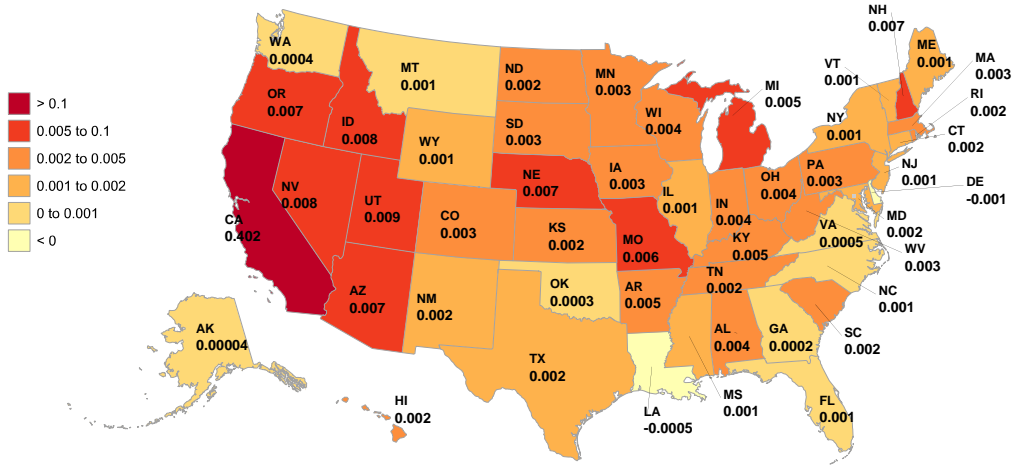 > 0.1
0.005 to 0.1
0.002 to 0.005
0.001 to 0.002
0 to 0.001
< 0
WA
0.0004
OR
0.007
CA
0.402
ID
0.008
NV
0.008
MT
0.001
WY
0.001
UT
0.009
AZ
0.007
CO
0.003
NM
0.002
ND
0.002
SD
0.003
NE
0.007
KS
0.002
OK
0.0003
TX
0.002
MN
0.003
IA
0.003
MO
0.006
AR
0.005
LA
-0.0005
WI
0.004
IL
0.001
MI
0.005
IN
0.004
OH
0.004
KY
0.005
TN
0.002
MS
0.001
AL
0.004
GA
0.0002
FL
0.001
SC
0.002
NC
0.001
VA
0.0005
WV
0.003
MD
0.002
DE
-0.001
NJ
0.001
PA
0.003
NY
0.001
CT
0.002
RI
0.002
MA
0.003
VT
0.001
NH
0.007
ME
0.001
AK
0.00004
HI
0.002